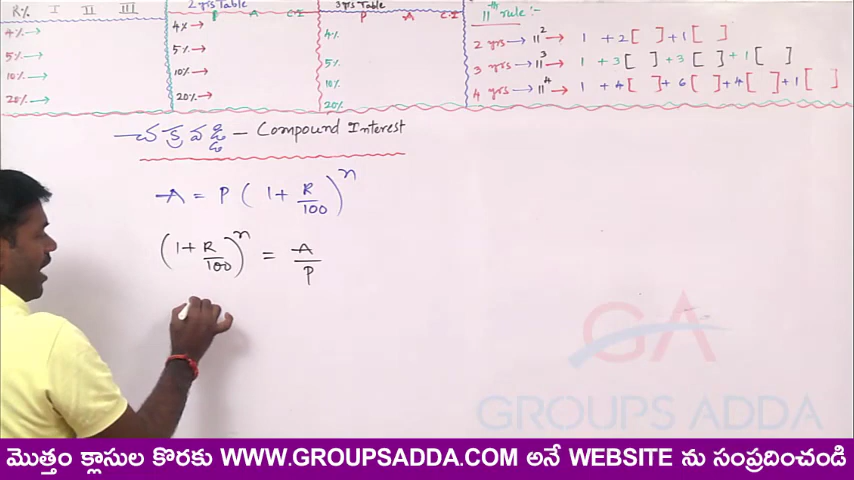 R% I II III
4% →
5% →
10% →
20% →
2 yrs Table
P A C.I
4% →
5% →
10% →
20% →
3 yrs Table
P A C.I
4%
5%
10%
20%
11th rule :-
2 yrs → 11² → 1 + 2[ ] + 1[ ]
3 yrs → 11³ → 1 + 3[ ] + 3[ ] + 1[ ]
4 yrs → 11⁴ → 1 + 4[ ] + 6[ ] + 4[ ] + 1[ ]
చక్రవడ్డీ - Compound Interest
A = P ( 1 + R/100 )ⁿ
( 1 + R/100 )ⁿ = A/P
GA
GROUPS ADDA
మొత్తం క్లాసుల కొరకు WWW.GROUPSADDA.COM అనే WEBSITE ను సంప్రదించండి